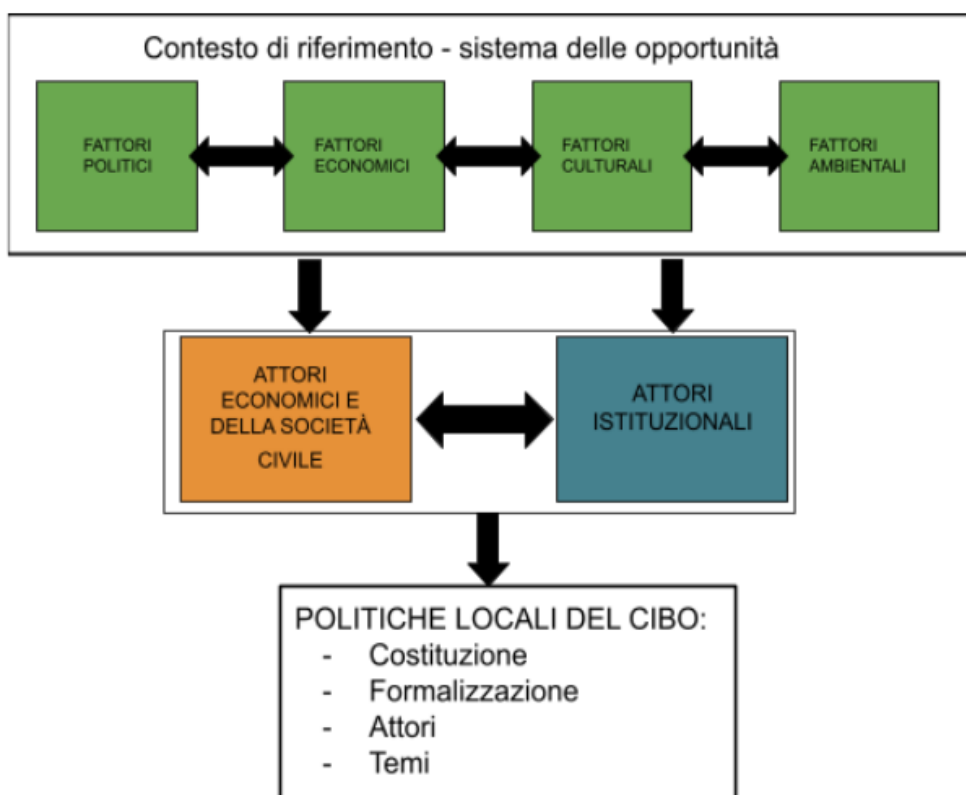 Contesto di riferimento - sistema delle opportunità
FATTORI
POLITICI
FATTORI
ECONOMICI
FATTORI
CULTURALI
FATTORI
AMBIENTALI
ATTORI
ECONOMICI E
DELLA SOCIETÀ
CIVILE
ATTORI
ISTITUZIONALI
POLITICHE LOCALI DEL CIBO:
- Costituzione
- Formalizzazione
- Attori
- Temi